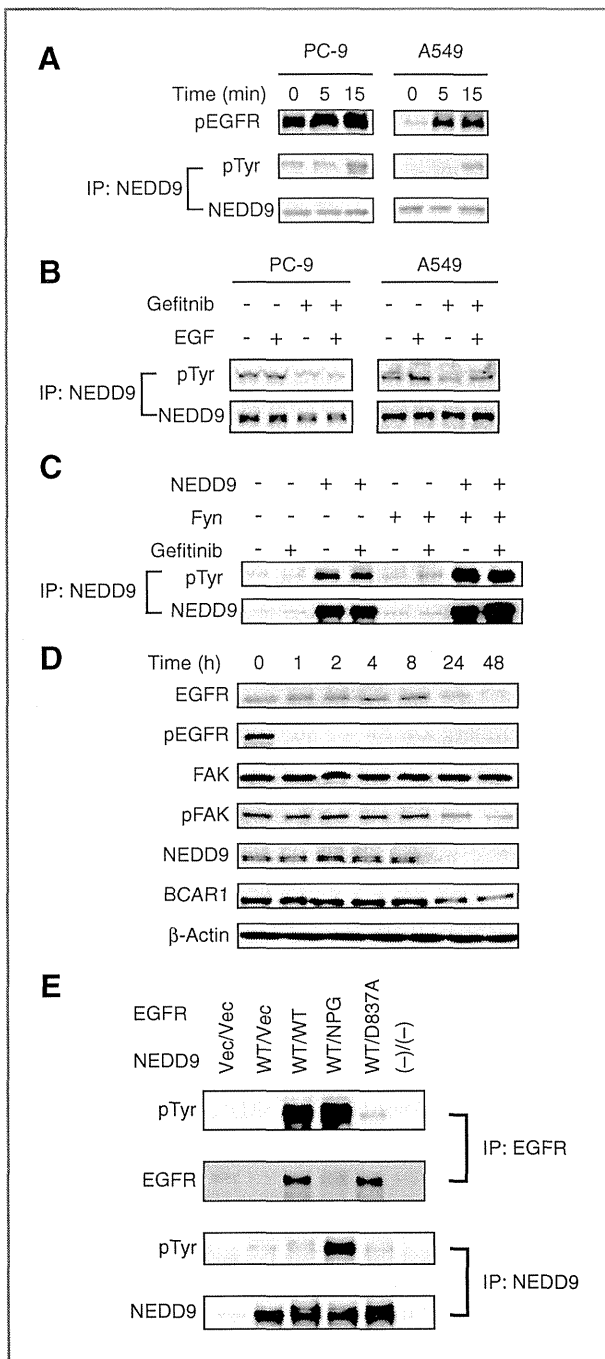 A
PC-9 A549
Time (min) 0 5 15 0 5 15
pEGFR
pTyr
IP: NEDD9
NEDD9
B
PC-9 A549
Gefitnib - - + + - - + +
EGF - + - + - + - +
pTyr
IP: NEDD9
NEDD9
C
NEDD9 - - + + - - + +
Fyn - - - - + + + +
Gefitinib - + - + - + - +
pTyr
IP: NEDD9
NEDD9
D
Time (h) 0 1 2 4 8 24 48
EGFR
pEGFR
FAK
pFAK
NEDD9
BCAR1
β-Actin
E
EGFR
NEDD9
Vec/Vec
WT/Vec
WT/WT
WT/NPG
WT/D837A
(-)/(-)
pTyr
IP: EGFR
EGFR
pTyr
IP: NEDD9
NEDD9